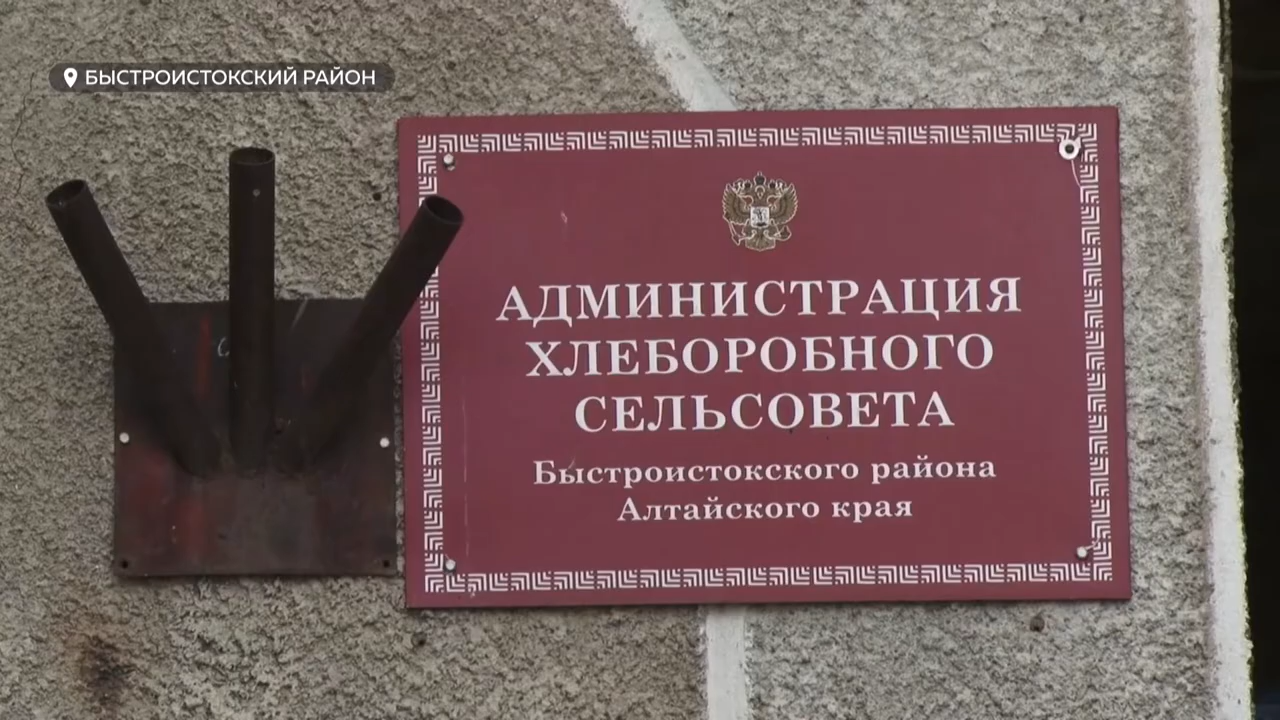 БЫСТРОИСТОКСКИЙ РАЙОН
АДМИНИСТРАЦИЯ
ХЛЕБОРОБНОГО
СЕЛЬСОВЕТА
Быстроистокского района
Алтайского края